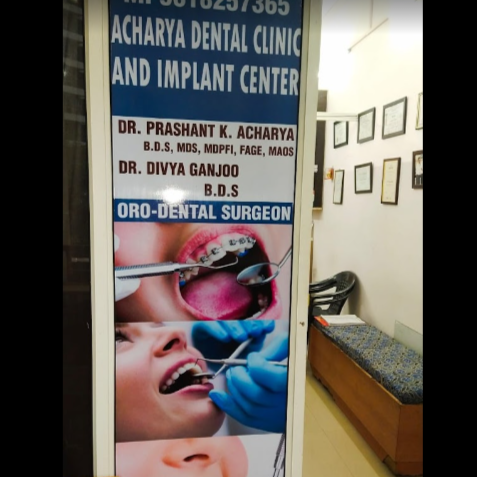 9810257365
ACHARYA DENTAL CLINIC
AND IMPLANT CENTER
DR. PRASHANT K. ACHARYA
B.D.S, MDS, MDPFI, FAGE, MAOS
DR. DIVYA GANJOO
B.D.S
ORO-DENTAL SURGEON